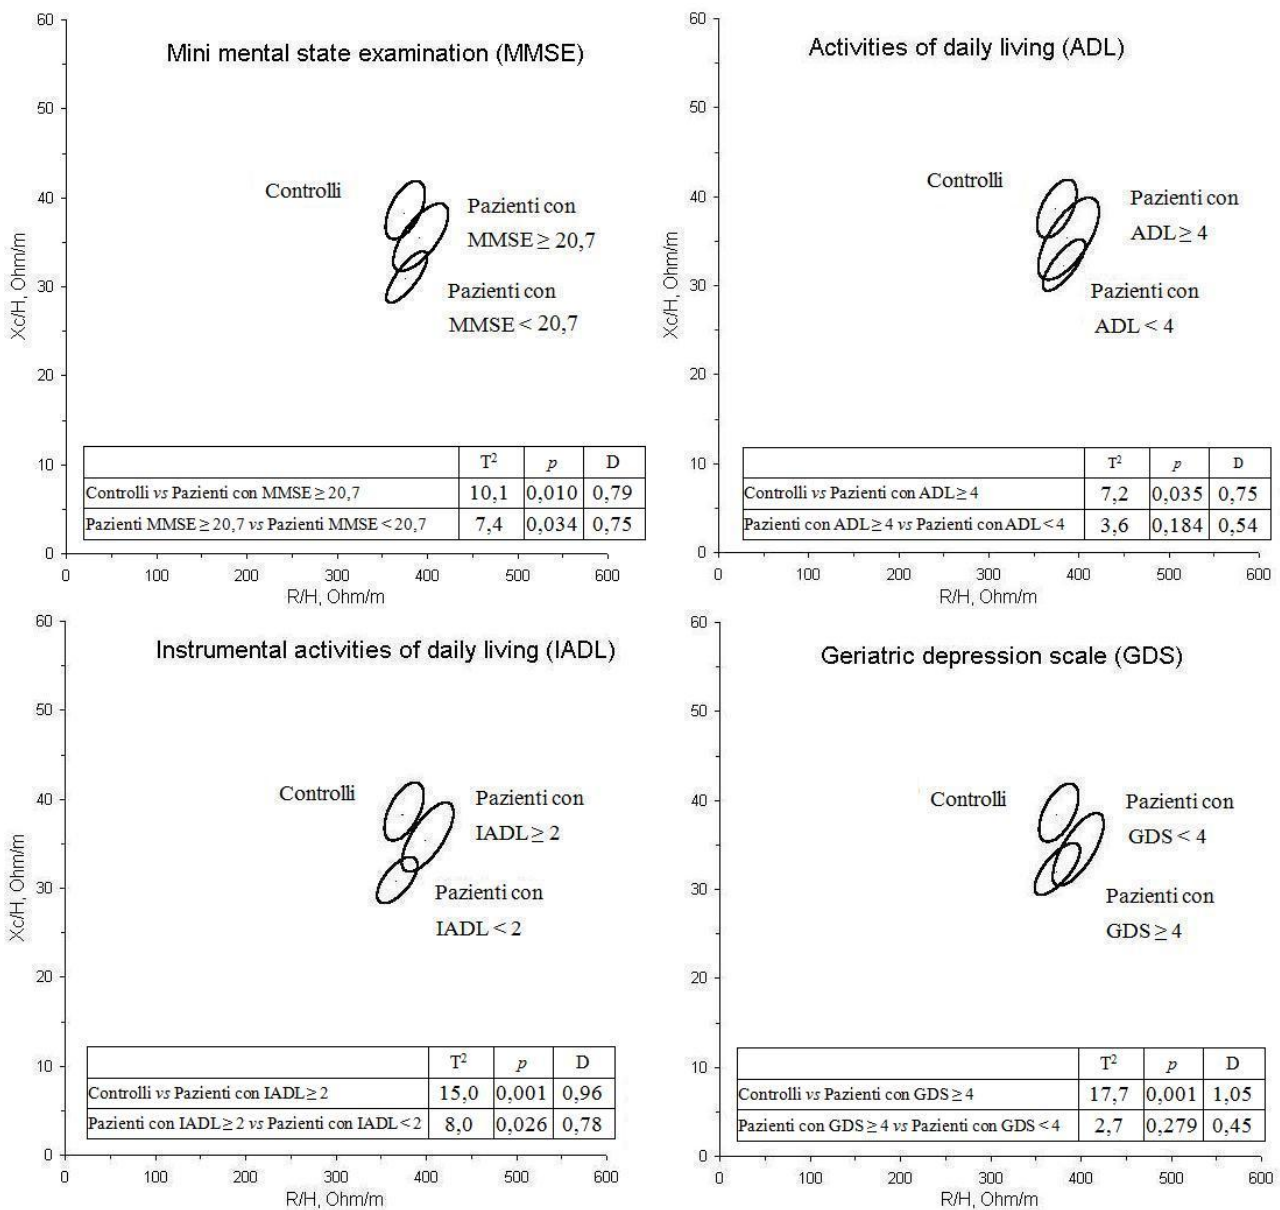 Mini mental state examination (MMSE)
60
50
40
30
20
10
0
Xc/H, Ohm/m
Controlli
Pazienti con
MMSE ≥ 20,7
Pazienti con
MMSE < 20,7
T² p D
Controlli vs Pazienti con MMSE ≥ 20,7 10,1 0,010 0,79
Pazienti MMSE ≥ 20,7 vs Pazienti MMSE < 20,7 7,4 0,034 0,75
0 100 200 300 400 500 600
R/H, Ohm/m
Activities of daily living (ADL)
60
50
40
30
20
10
0
Xc/H, Ohm/m
Controlli
Pazienti con
ADL ≥ 4
Pazienti con
ADL < 4
T² p D
Controlli vs Pazienti con ADL ≥ 4 7,2 0,035 0,75
Pazienti con ADL ≥ 4 vs Pazienti con ADL < 4 3,6 0,184 0,54
0 100 200 300 400 500 600
R/H, Ohm/m
Instrumental activities of daily living (IADL)
60
50
40
30
20
10
0
Xc/H, Ohm/m
Controlli
Pazienti con
IADL ≥ 2
Pazienti con
IADL < 2
T² p D
Controlli vs Pazienti con IADL ≥ 2 15,0 0,001 0,96
Pazienti con IADL ≥ 2 vs Pazienti con IADL < 2 8,0 0,026 0,78
0 100 200 300 400 500 600
R/H, Ohm/m
Geriatric depression scale (GDS)
60
50
40
30
20
10
0
Controlli
Pazienti con
GDS < 4
Pazienti con
GDS ≥ 4
T² p D
Controlli vs Pazienti con GDS ≥ 4 17,7 0,001 1,05
Pazienti con GDS ≥ 4 vs Pazienti con GDS < 4 2,7 0,279 0,45
0 100 200 300 400 500 600
R/H, Ohm/m